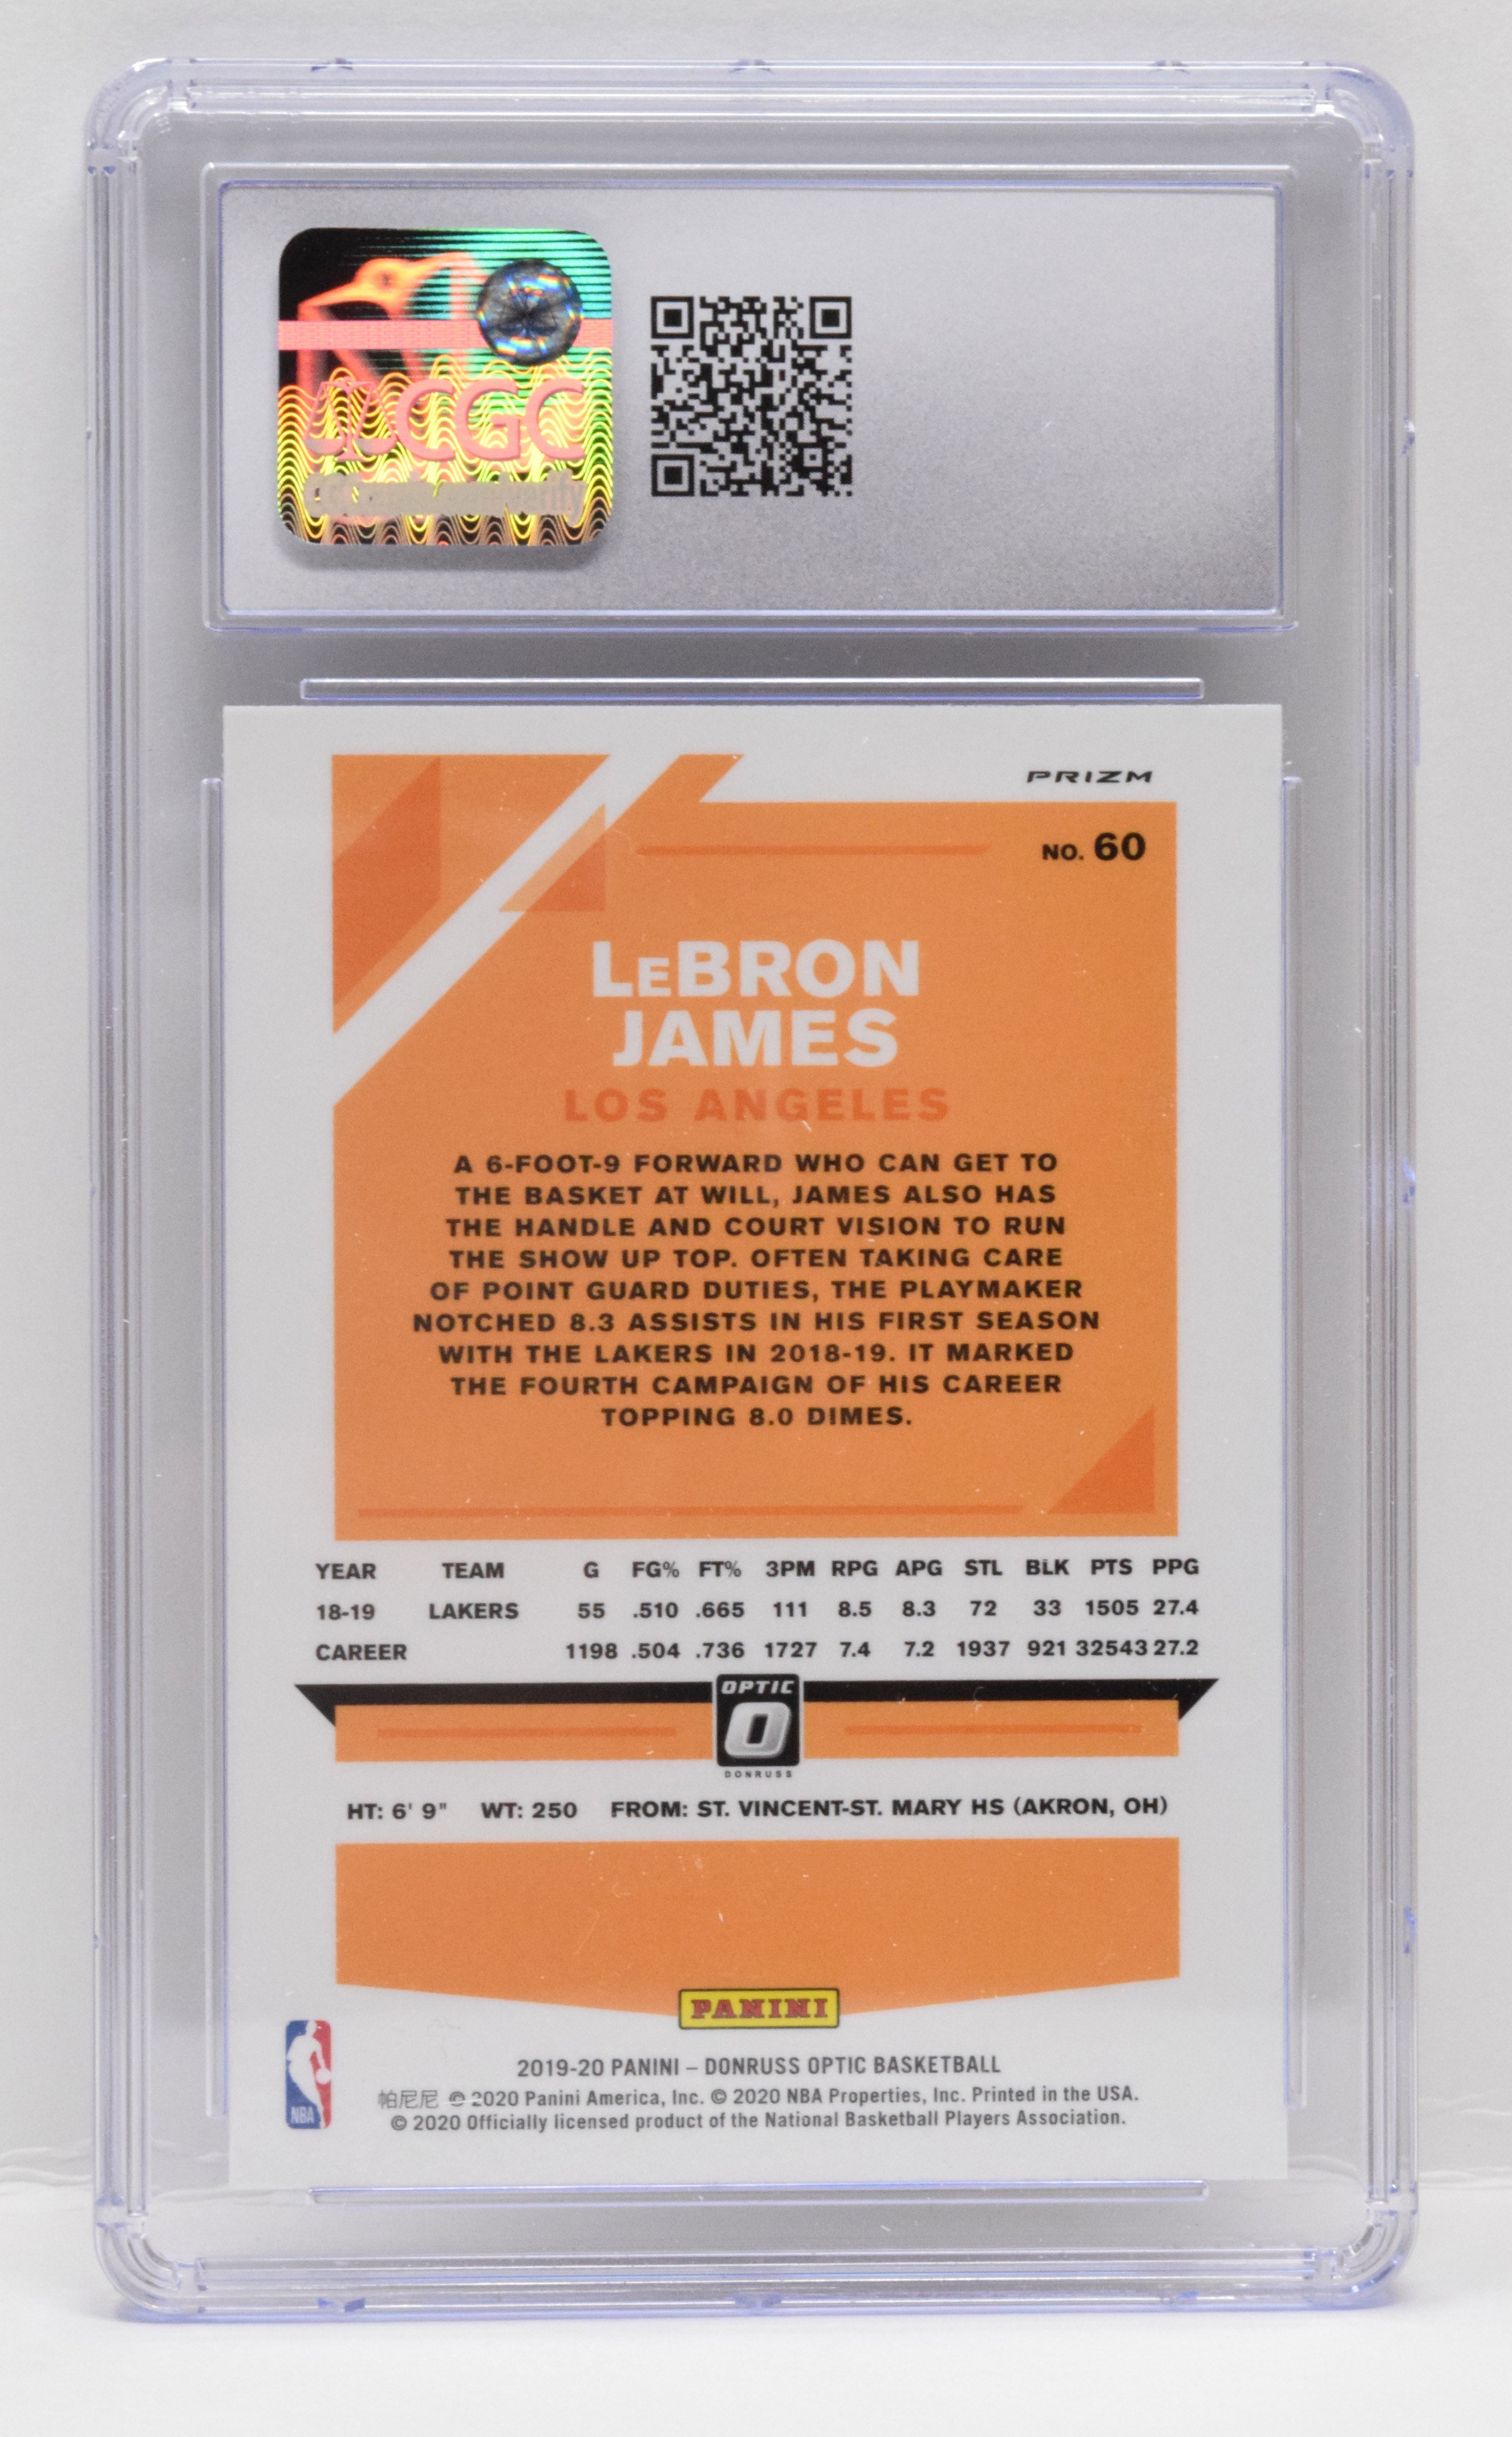 CGC
PRIZM
NO. 60
LeBRON
JAMES
LOS ANGELES
A 6-FOOT-9 FORWARD WHO CAN GET TO
THE BASKET AT WILL, JAMES ALSO HAS
THE HANDLE AND COURT VISION TO RUN
THE SHOW UP TOP. OFTEN TAKING CARE
OF POINT GUARD DUTIES, THE PLAYMAKER
NOTCHED 8.3 ASSISTS IN HIS FIRST SEASON
WITH THE LAKERS IN 2018-19. IT MARKED
THE FOURTH CAMPAIGN OF HIS CAREER
TOPPING 8.0 DIMES.
YEAR TEAM G FG% FT% 3PM RPG APG STL BLK PTS PPG
18-19 LAKERS 55 .510 .665 111 8.5 8.3 72 33 1505 27.4
CAREER 1198 .504 .736 1727 7.4 7.2 1937 921 32543 27.2
OPTIC
O
DONRUSS
HT: 6' 9" WT: 250 FROM: ST. VINCENT-ST. MARY HS (AKRON, OH)
PANINI
NBA
2019-20 PANINI – DONRUSS OPTIC BASKETBALL
帕尼尼 © 2020 Panini America, Inc. © 2020 NBA Properties, Inc. Printed in the USA.
© 2020 Officially licensed product of the National Basketball Players Association.